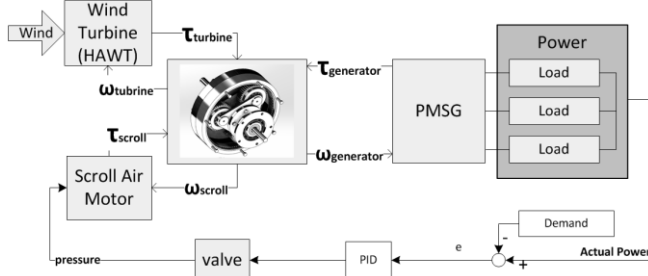 Wind
Wind
Turbine
(HAWT)
τturbine
ωtubrine
τscroll
Scroll Air
Motor
ωscroll
τgenerator
ωgenerator
PMSG
Power
Load
Load
Load
Demand
-
+
Actual Power
e
PID
valve
pressure